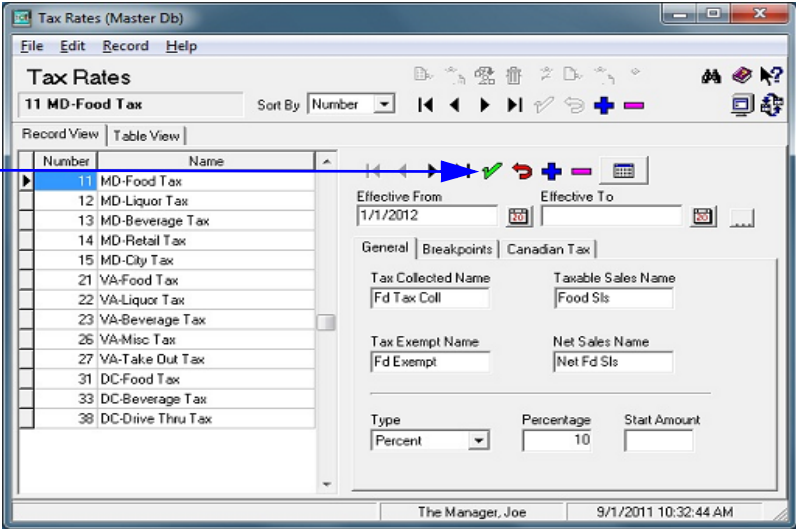 Tax Rates (Master Db)
File Edit Record Help
Tax Rates
11 MD-Food Tax
Sort By Number
Record View Table View
Number Name
11 MD-Food Tax
12 MD-Liquor Tax
13 MD-Beverage Tax
14 MD-Retail Tax
15 MD-City Tax
21 VA-Food Tax
22 VA-Liquor Tax
23 VA-Beverage Tax
26 VA-Misc Tax
27 VA-Take Out Tax
31 DC-Food Tax
33 DC-Beverage Tax
38 DC-Drive Thru Tax
Effective From Effective To
1/1/2012 20 20 ...
General Breakpoints Canadian Tax
Tax Collected Name Taxable Sales Name
Fd Tax Coll Food Sls
Tax Exempt Name Net Sales Name
Fd Exempt Net Fd Sls
Type Percentage Start Amount
Percent 10
The Manager, Joe 9/1/2011 10:32:44 AM